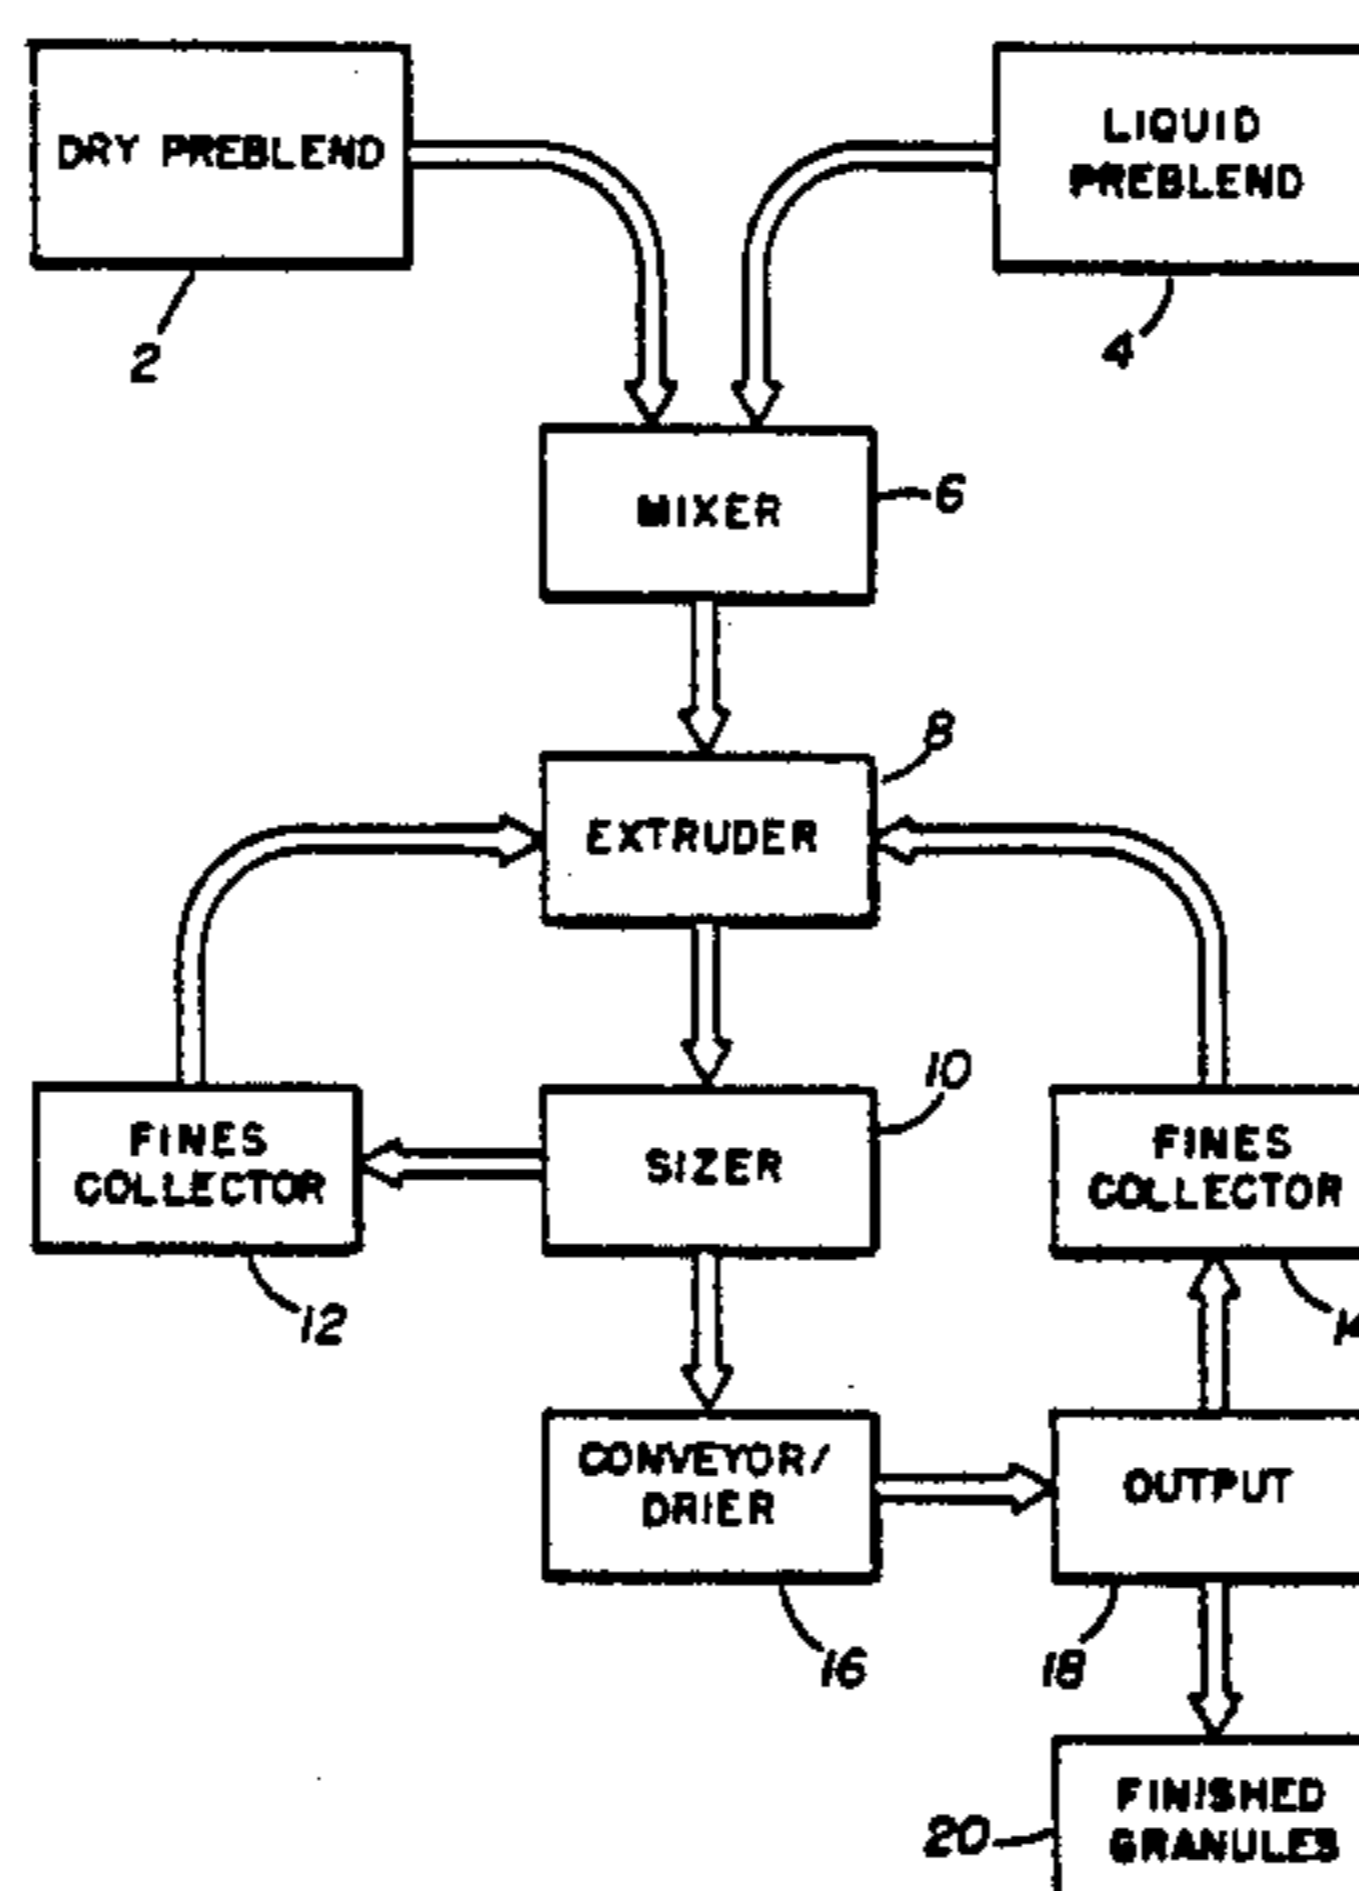 DRY PREBLEND
LIQUID
PREBLEND
2
4
MIXER
6
8
EXTRUDER
10
FINES
COLLECTOR
SIZER
FINES
COLLECTOR
12
CONVEYOR/
DRIER
OUTPUT
16
18
FINISHED
GRANULES
20